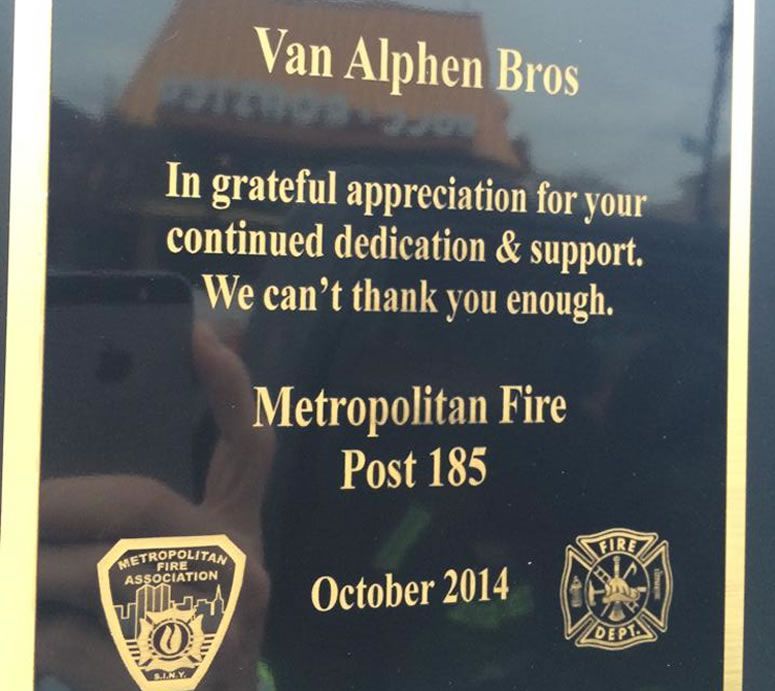 Van Alphen Bros
In grateful appreciation for your
continued dedication & support.
We can't thank you enough.
Metropolitan Fire
Post 185
October 2014
METROPOLITAN
FIRE
ASSOCIATION
S.I.N.Y.
FIRE
DEPT.